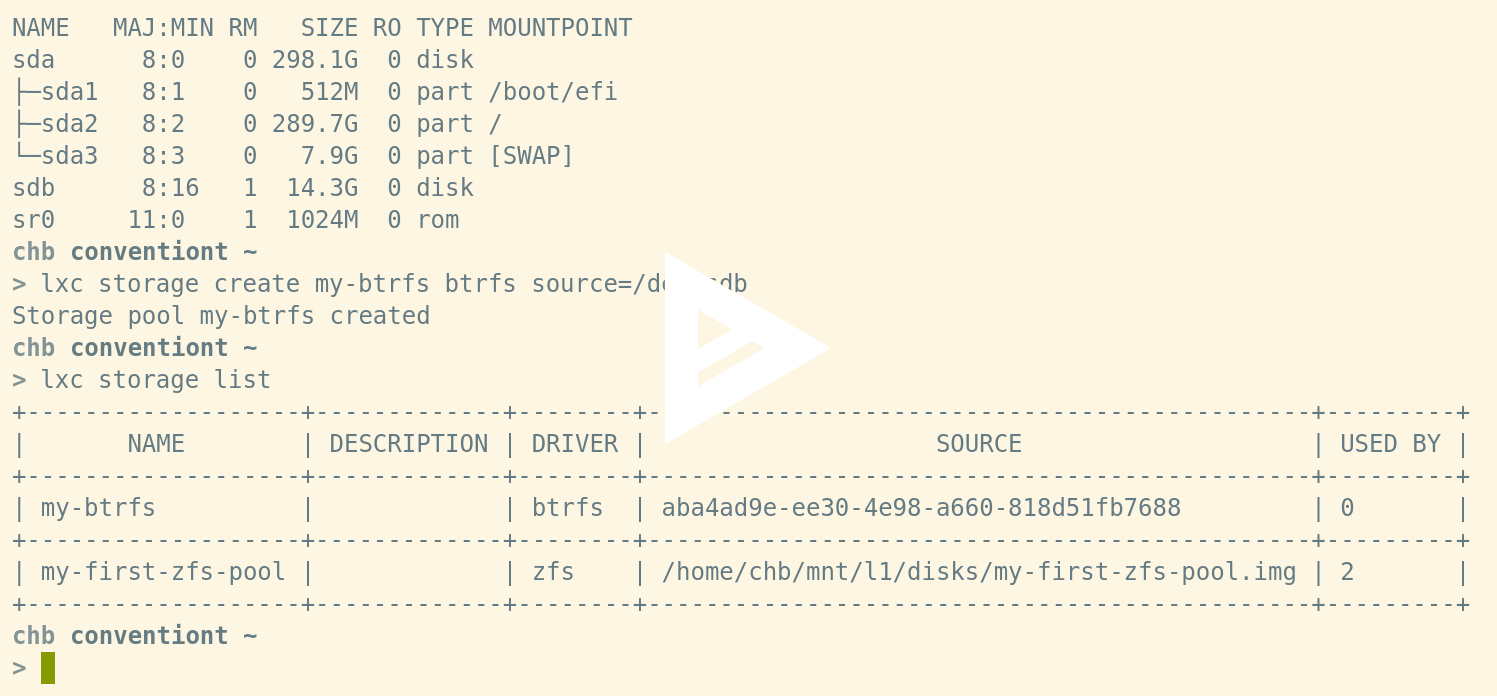 NAME   MAJ:MIN RM   SIZE RO TYPE MOUNTPOINT
sda      8:0    0 298.1G  0 disk
├─sda1   8:1    0   512M  0 part /boot/efi
├─sda2   8:2    0 289.7G  0 part /
└─sda3   8:3    0   7.9G  0 part [SWAP]
sdb      8:16   1  14.3G  0 disk
sr0     11:0    1  1024M  0 rom
chb conventiont ~
> lxc storage create my-btrfs btrfs
Storage pool my-btrfs created
chb conventiont ~
> lxc storage list
+-------------------+-------------+--------+----------------------------------------------+---------+
|       NAME        | DESCRIPTION | DRIVER |                    SOURCE                    | USED BY |
+-------------------+-------------+--------+----------------------------------------------+---------+
| my-btrfs          |             | btrfs  | aba4ad9e-ee30-4e98-a660-818d51fb7688         | 0       |
+-------------------+-------------+--------+----------------------------------------------+---------+
| my-first-zfs-pool |             | zfs    | /home/chb/mnt/l1/disks/my-first-zfs-pool.img | 2       |
+-------------------+-------------+--------+----------------------------------------------+---------+
chb conventiont ~
>